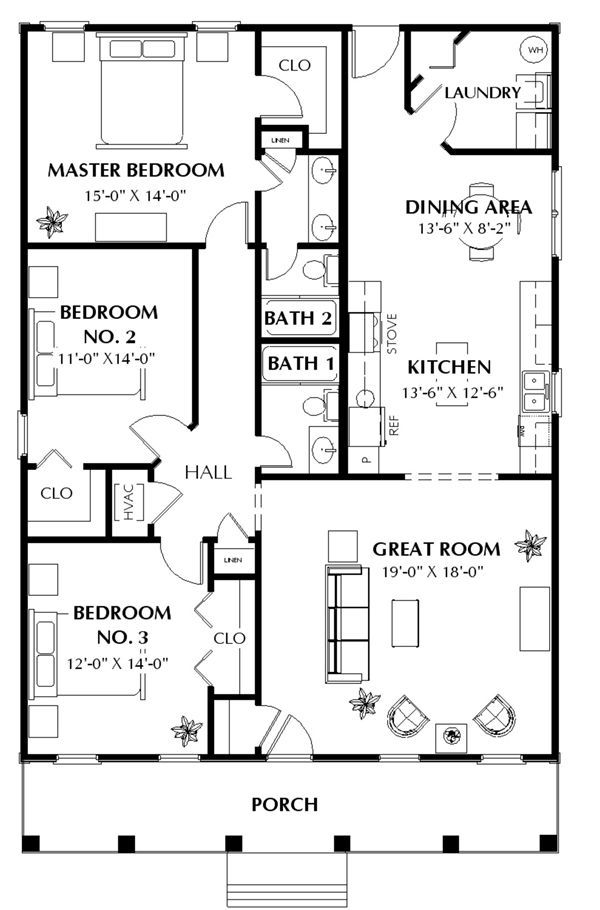 CLO
WH
LAUNDRY
LINEN
MASTER BEDROOM
15'-0" X 14'-0"
DINING AREA
13'-6" X 8'-2"
BEDROOM
NO. 2
11'-0" X14'-0"
BATH 2
STOVE
BATH 1
KITCHEN
13'-6" X 12'-6"
REF
DW
P
HALL
CLO
HVAC
LINEN
GREAT ROOM
19'-0" X 18'-0"
BEDROOM
NO. 3
12'-0" X 14'-0"
CLO
PORCH